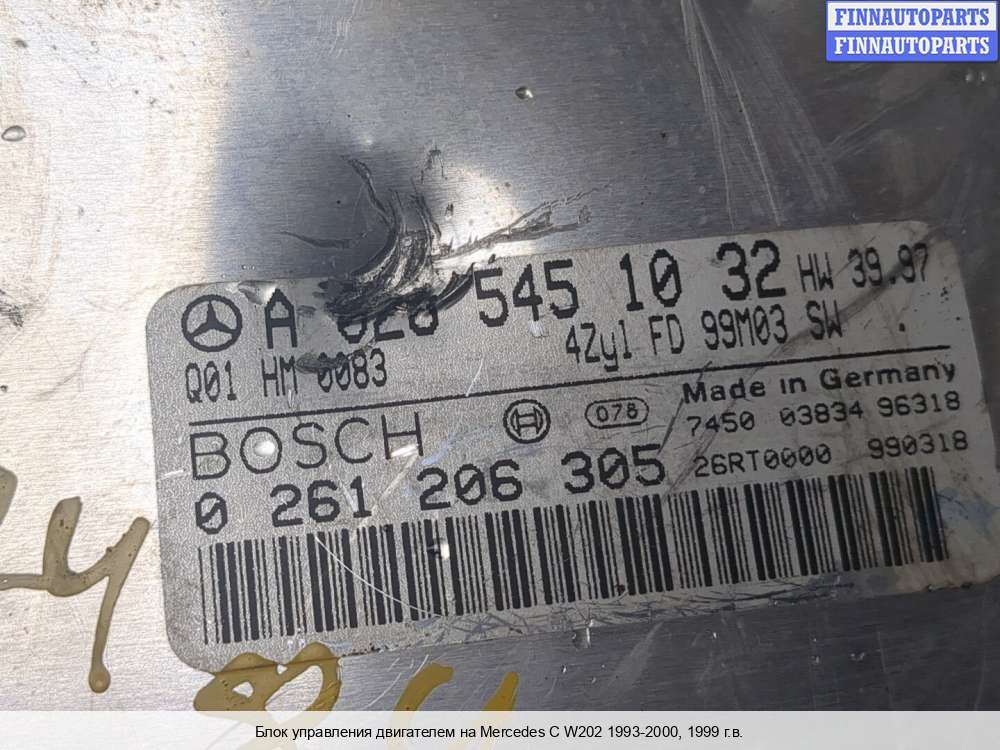 FINNAUTOPARTS
FINNAUTOPARTS
A 545 10 32 HW 39.97
Q01 HM 0083 4Zyl FD 99M03 SW .
BOSCH 078 Made in Germany
7450 03834 96318
0 261 206 305 26RT0000 990318
Блок управления двигателем на Mercedes C W202 1993-2000, 1999 г.в.